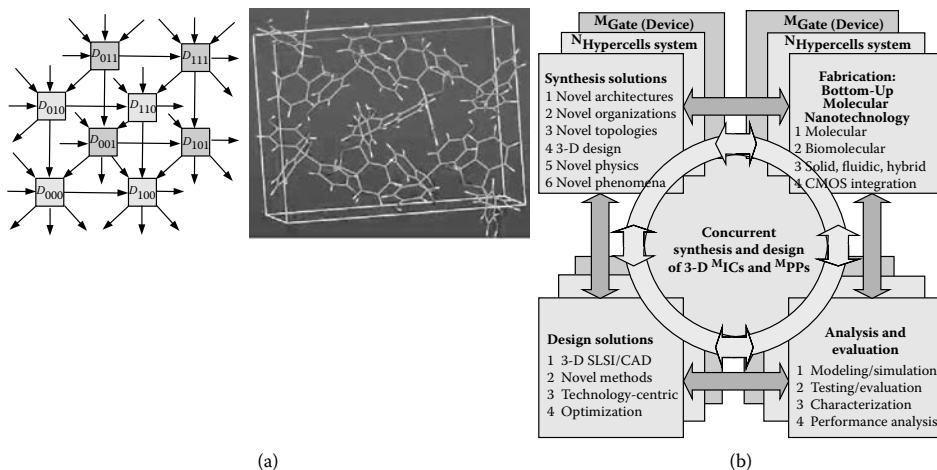 D011
D111
D010
D110
D001
D101
D000
D100
(a)
MGate (Device)
NHypercells system
Synthesis solutions
1 Novel architectures
2 Novel organizations
3 Novel topologies
4 3-D design
5 Novel physics
6 Novel phenomena
MGate (Device)
NHypercells system
Fabrication:
Bottom-Up
Molecular
Nanotechnology
1 Molecular
2 Biomolecular
3 Solid, fluidic, hybrid
4 CMOS integration
Concurrent
synthesis and design
of 3-D MICs and MPPs
Design solutions
1 3-D SLSI/CAD
2 Novel methods
3 Technology-centric
4 Optimization
Analysis and
evaluation
1 Modeling/simulation
2 Testing/evaluation
3 Characterization
4 Performance analysis
(b)